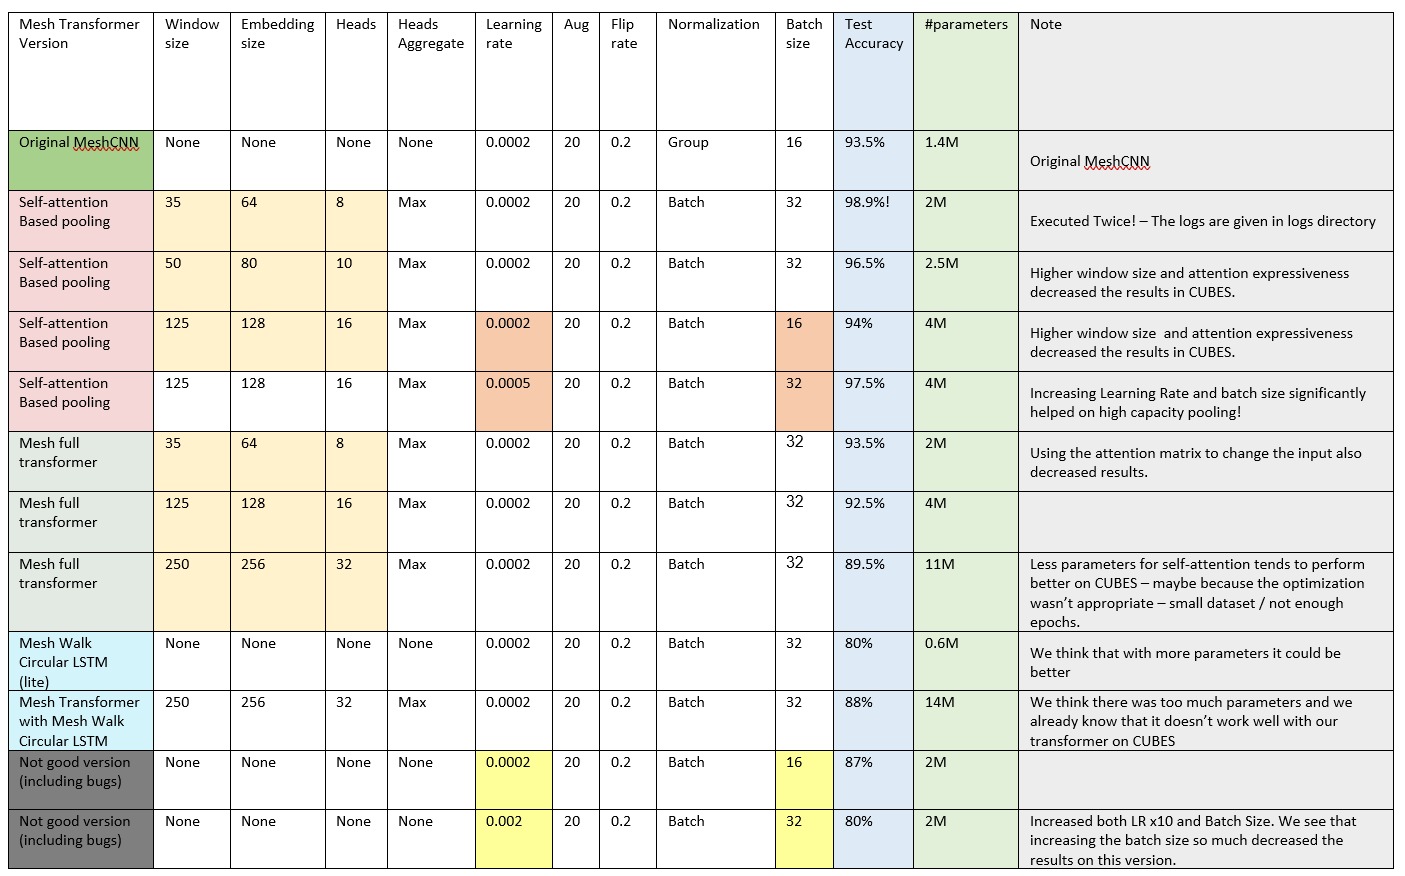 Mesh Transformer Version | Window size | Embedding size | Heads | Heads Aggregate | Learning rate | Aug | Flip rate | Normalization | Batch size | Test Accuracy | #parameters | Note
Original MeshCNN | None | None | None | None | 0.0002 | 20 | 0.2 | Group | 16 | 93.5% | 1.4M | Original MeshCNN
Self-attention Based pooling | 35 | 64 | 8 | Max | 0.0002 | 20 | 0.2 | Batch | 32 | 98.9%! | 2M | Executed Twice! – The logs are given in logs directory
Self-attention Based pooling | 50 | 80 | 10 | Max | 0.0002 | 20 | 0.2 | Batch | 32 | 96.5% | 2.5M | Higher window size and attention expressiveness decreased the results in CUBES.
Self-attention Based pooling | 125 | 128 | 16 | Max | 0.0002 | 20 | 0.2 | Batch | 16 | 94% | 4M | Higher window size  and attention expressiveness decreased the results in CUBES.
Self-attention Based pooling | 125 | 128 | 16 | Max | 0.0005 | 20 | 0.2 | Batch | 32 | 97.5% | 4M | Increasing Learning Rate and batch size significantly helped on high capacity pooling!
Mesh full transformer | 35 | 64 | 8 | Max | 0.0002 | 20 | 0.2 | Batch | 32 | 93.5% | 2M | Using the attention matrix to change the input also decreased results.
Mesh full transformer | 125 | 128 | 16 | Max | 0.0002 | 20 | 0.2 | Batch | 32 | 92.5% | 4M
Mesh full transformer | 250 | 256 | 32 | Max | 0.0002 | 20 | 0.2 | Batch | 32 | 89.5% | 11M | Less parameters for self-attention tends to perform better on CUBES – maybe because the optimization wasn't appropriate – small dataset / not enough epochs.
Mesh Walk Circular LSTM (lite) | None | None | None | None | 0.0002 | 20 | 0.2 | Batch | 32 | 80% | 0.6M | We think that with more parameters it could be better
Mesh Transformer with Mesh Walk Circular LSTM | 250 | 256 | 32 | Max | 0.0002 | 20 | 0.2 | Batch | 32 | 88% | 14M | We think there was too much parameters and we already know that it doesn't work well with our transformer on CUBES
Not good version (including bugs) | None | None | None | None | 0.0002 | 20 | 0.2 | Batch | 16 | 87% | 2M
Not good version (including bugs) | None | None | None | None | 0.002 | 20 | 0.2 | Batch | 32 | 80% | 2M | Increased both LR x10 and Batch Size. We see that increasing the batch size so much decreased the results on this version.